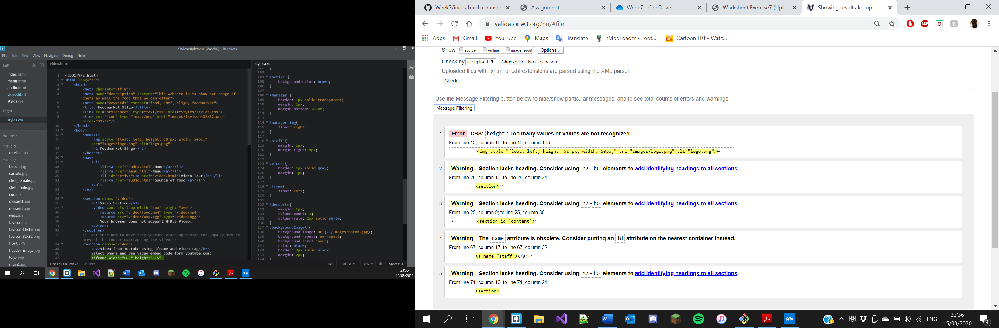 Styles/styles.css (Week6) - Brackets
File Edit Find View Navigate Debug Help
Left
index.html
menu.html
audio.html
video.html
styles.css
Right
styles.css
Week6
audio
music.mp3
Images
bacon.jpg
carrots.jpg
chef_female.jpg
chef_male.jpg
code.txt
dessert1.jpg
dessert2.jpg
eggs.jpg
favicon.ico
favicon-16x16.png
favicon-32x32.png
front.JPG
header_image.jpg
logo.png
main1.jpg
video.html
1 <!DOCTYPE html>
2 <html lang="en">
3 <head>
4 <meta charset="utf-8">
5 <meta name="description" content="This website is to show our range of
chefs as well the food that we can offer">
6 <meta name="keywords" content="food, chef, sligo, foodmarket">
7 <title>Foodmarket Sligo</title>
8 <link rel="stylesheet" type="text/css" href="Styles/styles.css">
9 <link rel="icon" type="image/png" href="Images/favicon-32x32.png"
sizes="32x32"/>
10 </head>
11 <body>
12 <header>
13 <img style="float: left; height: 50 px; width: 50px;"
src="Images/logo.png" alt="logo.png">
14 <h1>Foodmarket Sligo</h1>
15 </header>
16 <nav>
17 <ul>
18 <li><a href="index.html">Home</a></li>
19 <li><a href="menu.html">Menu</a></li>
20 <li id="active"><a href="video.html">Video Tour</a></li>
21 <li><a href="audio.html">Sounds of food</a></li>
22 </ul>
23 </nav>
24
25 <section class="video">
26 <h1>Video Section</h1>
27 <video controls loop width="300" height="369">
28 <source src="video/food.mp4" type="video/mp4">
29 <source src="video/food.ogg" type="video/ogg">
30 Your browser does not support HTML5 Video.
31 </video>
32 </section>
33 <!--Not sure how to move they youtube video up beside the .mp4 or how to
prevent the footer overlapping the video-->
34 <section class="video">
35 <h2>Video from Youtube using iframe and video tag</h2>
36 Select Share and Use video embed code form youtube.com:
37 <iframe width="560" height="315"
styles.css
103
104 #active {
105 background-color: brown;
106 }
107
108 #manager {
109 border: 1px solid transparent;
110 margin: 1px;
111 margin-bottom: 200px;
112 }
113
114 #manager img{
115 float: right;
116 }
117
118 .staff {
119 margin: 1px;
120 margin-right: 8px;
121 }
122
123 .video {
124 border: 1px solid grey;
125 margin: 1px;
126 }
127
128 iframe{
129 float: left;
130 }
131
132 #desserts{
133 margin: 1px;
134 column-count: 3;
135 column-rule: 2px solid white;
136 }
137 .backgroundImageA {
138 background-image: url(../Images/bacon.jpg);
139 background-repeat: no-repeat;
140 background-size: cover;
141 color: black;
142 border: 3px solid black;
143 margin: 2px;
144 }
Line 120, Column 23 — 176 Lines
INS UTF-8 CSS Spaces: 4
23:36
15/03/2020
Week7/index.html at maste
Assignment
Week7 - OneDrive
Worksheet Exercise7 (Uploa
Showing results for upload
validator.w3.org/nu/#file
ABP
Apps Gmail YouTube Maps Translate tModLoader - Loot... Cartoon List - Watc...
Show source outline image report Options...
Check by file upload Choose file No file chosen
Uploaded files with .xhtml or .xht extensions are parsed using the XML parser.
Check
Use the Message Filtering button below to hide/show particular messages, and to see total counts of errors and warnings.
Message Filtering
1. Error CSS: height: Too many values or values are not recognized.
From line 13, column 13; to line 13, column 103
<img style="float: left; height: 50 px; width: 50px;" src="Images/logo.png" alt="logo.png">↩
2. Warning Section lacks heading. Consider using h2-h6 elements to add identifying headings to all sections.
From line 28, column 13; to line 28, column 21
<section>↩
3. Warning Section lacks heading. Consider using h2-h6 elements to add identifying headings to all sections.
From line 25, column 9; to line 25, column 30
↩ <section id="content">↩
4. Warning The name attribute is obsolete. Consider putting an id attribute on the nearest container instead.
From line 67, column 17; to line 67, column 32
<a name="staff"></a>↩
5. Warning Section lacks heading. Consider using h2-h6 elements to add identifying headings to all sections.
From line 71, column 13; to line 71, column 21
<section>↩
ENG
23:36
15/03/2020
4